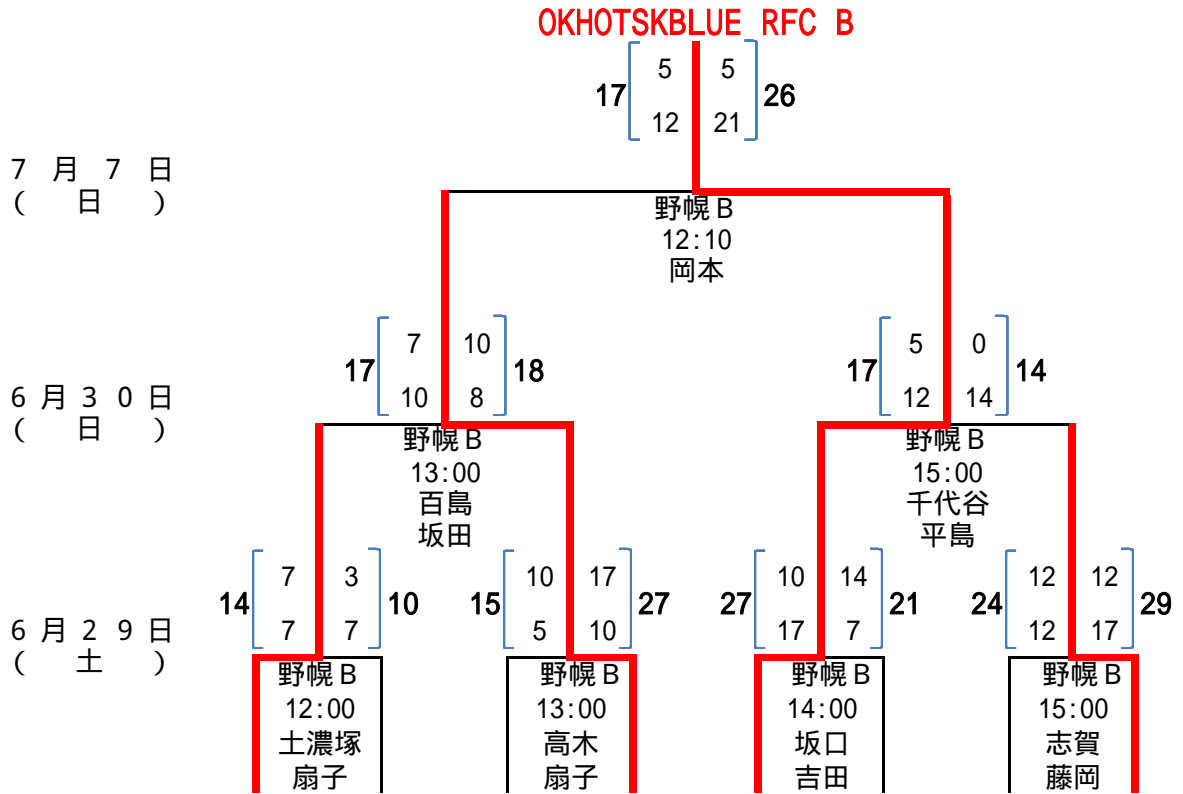 OKHOTSKBLUE RFC B
5 5
17 26
12 21
7月7日
(日)
野幌B
12:10
岡本
7 10 5 0
17 18 17 14
10 8 12 14
6月30日
(日)
野幌B 野幌B
13:00 15:00
百島 千代谷
坂田 平島
7 3 10 17 10 14 12 12
14 10 15 27 27 21 24 29
7 7 5 10 17 7 12 17
6月29日
(土)
野幌B 野幌B 野幌B 野幌B
12:00 13:00 14:00 15:00
土濃塚 高木 坂口 志賀
扇子 扇子 吉田 藤岡